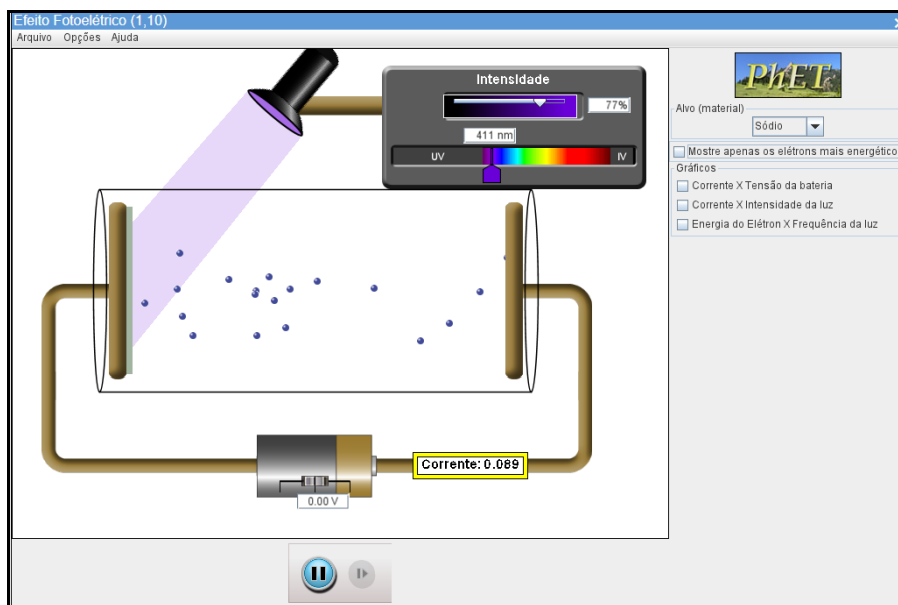 Efeito Fotoelétrico (1,10)
Arquivo Opções Ajuda
Intensidade
77%
411 nm
UV
IV
PhET
Alvo (material)
Sódio
Mostre apenas os elétrons mais energético
Gráficos
Corrente X Tensão da bateria
Corrente X Intensidade da luz
Energia do Elétron X Frequência da luz
Corrente: 0.089
0.00 V